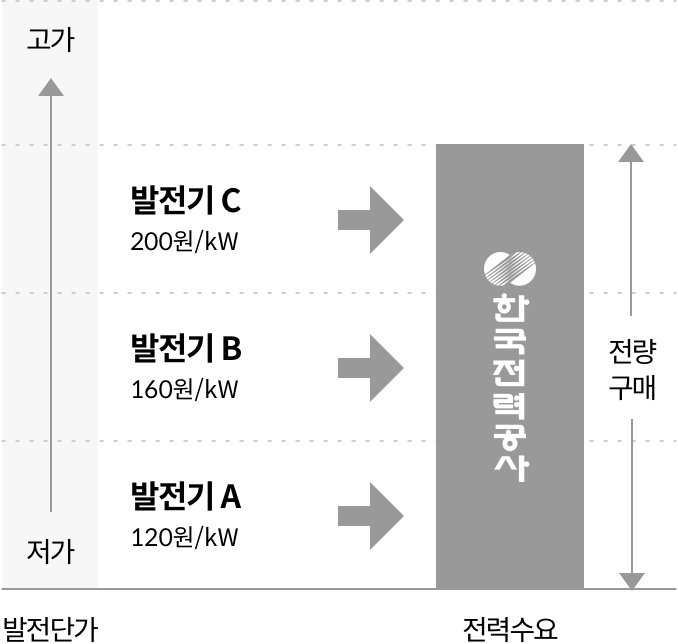 고가
발전기 C
200원/kW
발전기 B
160원/kW
발전기 A
120원/kW
저가
한국전력공사
전량
구매
발전단가
전력수요